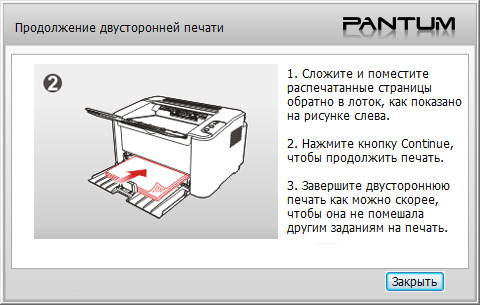 Продолжение двусторонней печати
PANTUM
2
1. Сложите и поместите
распечатанные страницы
обратно в лоток, как показано
на рисунке слева.
2. Нажмите кнопку Continue,
чтобы продолжить печать.
3. Завершите двустороннюю
печать как можно скорее,
чтобы она не помешала
другим заданиям на печать.
Закрыть